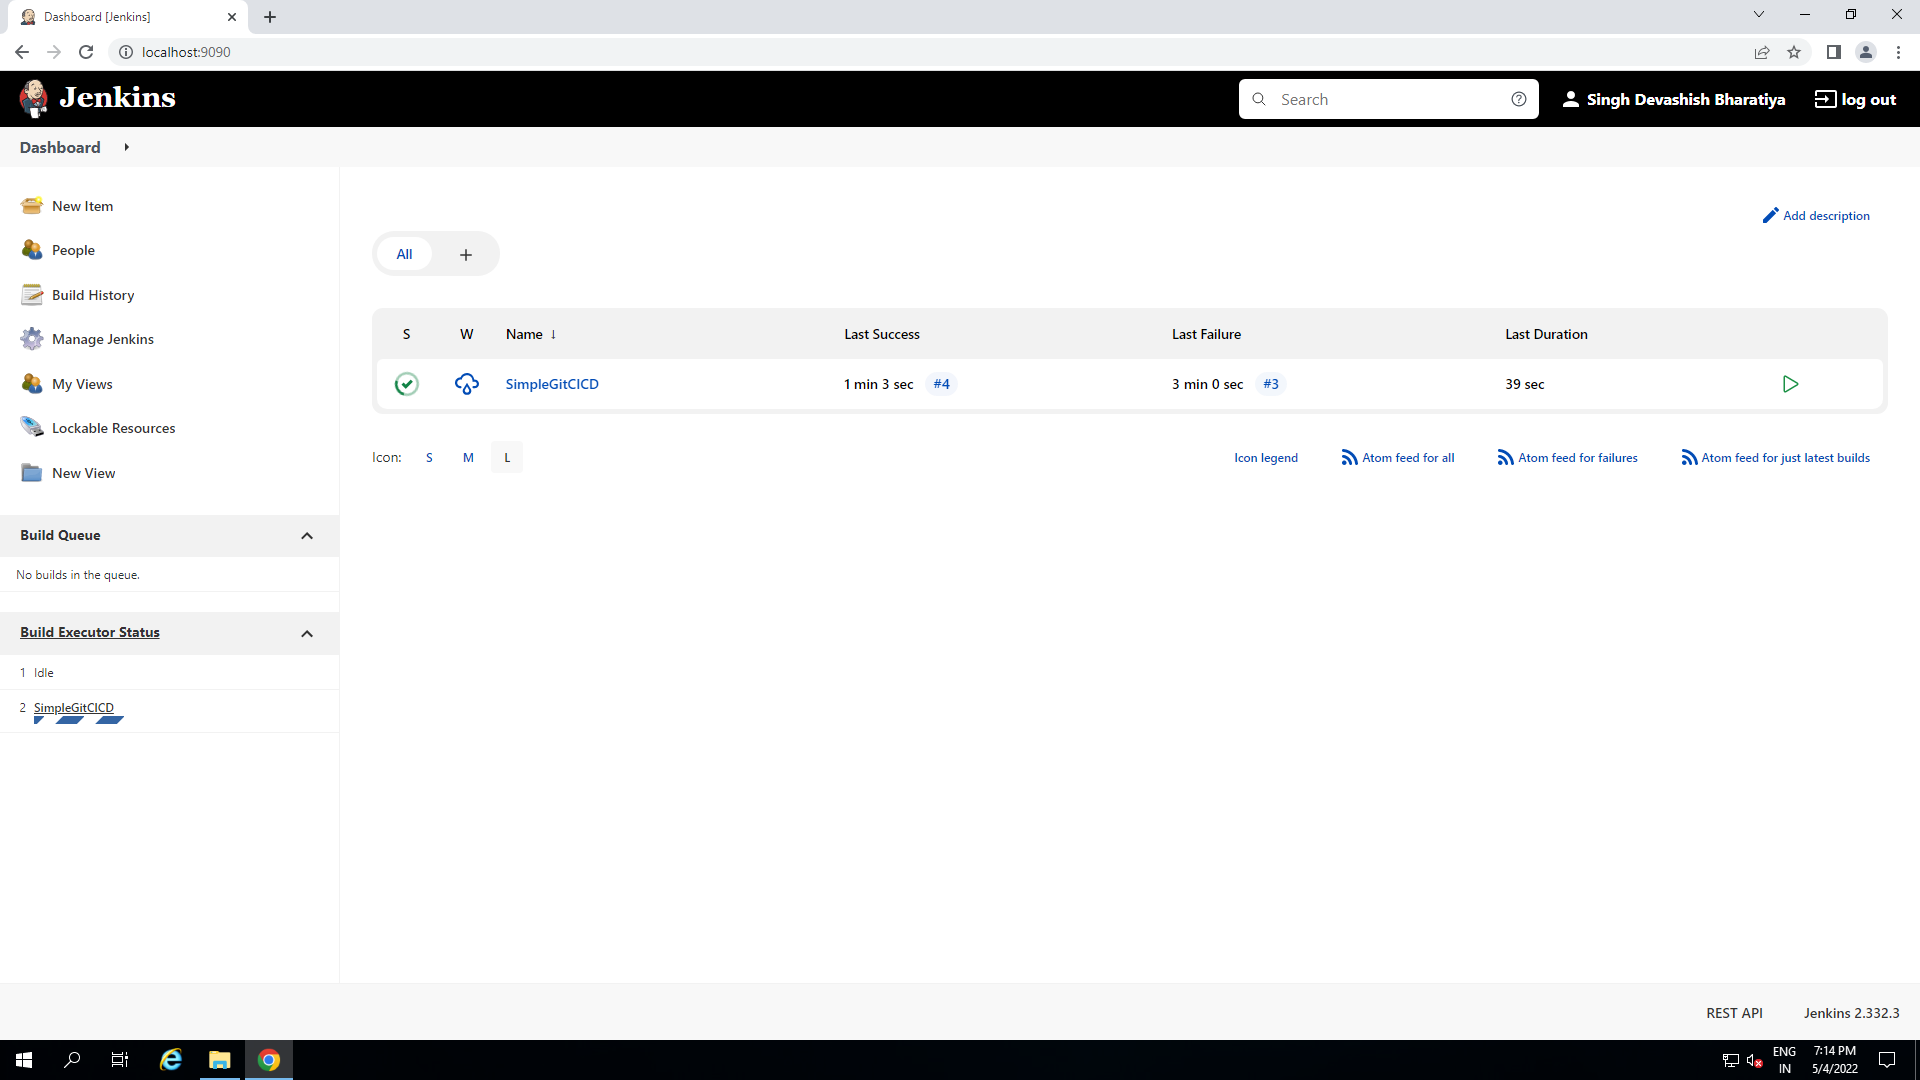 Dashboard [Jenkins]
localhost:9090
Jenkins
Search
Singh Devashish Bharatiya
log out
Dashboard
New Item
People
Build History
Manage Jenkins
My Views
Lockable Resources
New View
Build Queue
No builds in the queue.
Build Executor Status
1 Idle
2 SimpleGitCICD
Add description
All +
S W Name ↓ Last Success Last Failure Last Duration
SimpleGitCICD 1 min 3 sec #4 3 min 0 sec #3 39 sec
Icon: S M L
Icon legend Atom feed for all Atom feed for failures Atom feed for just latest builds
REST API Jenkins 2.332.3
ENG 7:14 PM
IN 5/4/2022